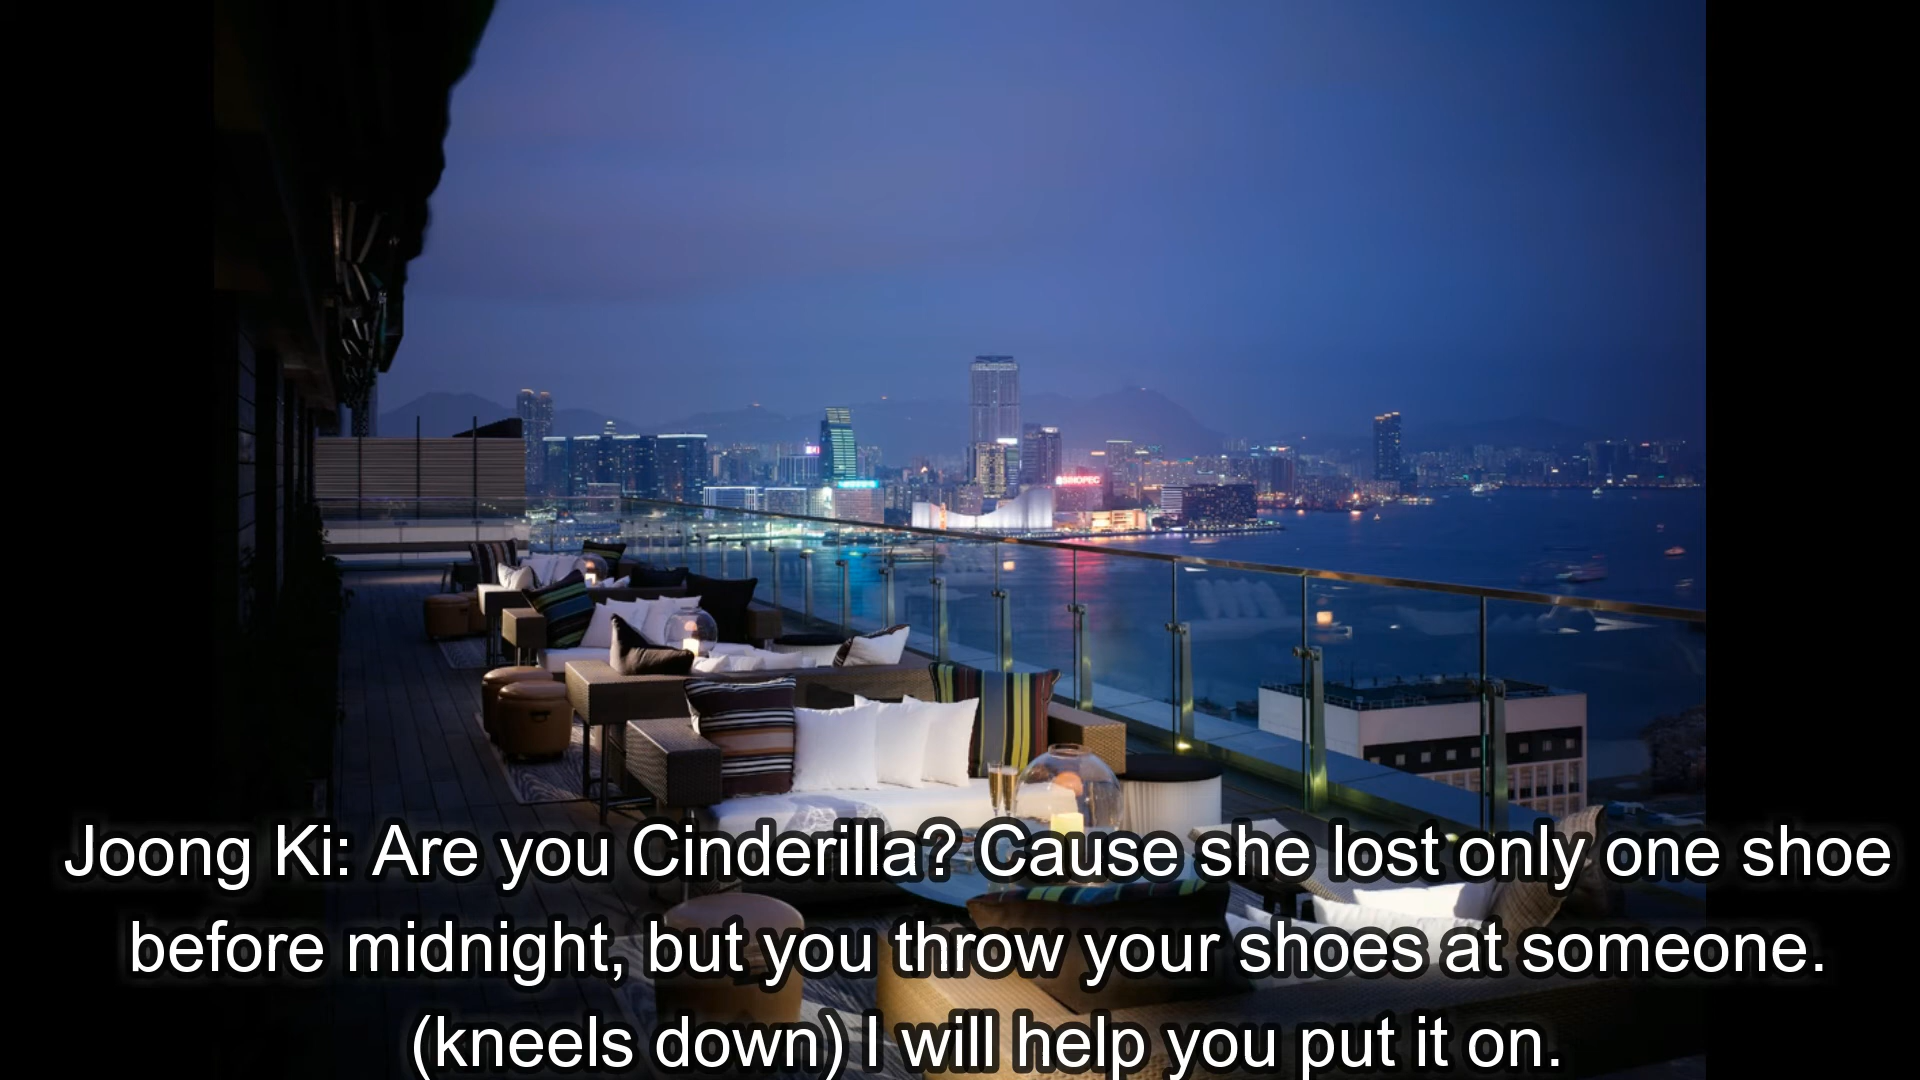 SINOPEC
Joong Ki: Are you Cinderilla? Cause she lost only one shoe
before midnight, but you throw your shoes at someone.
(kneels down) I will help you put it on.